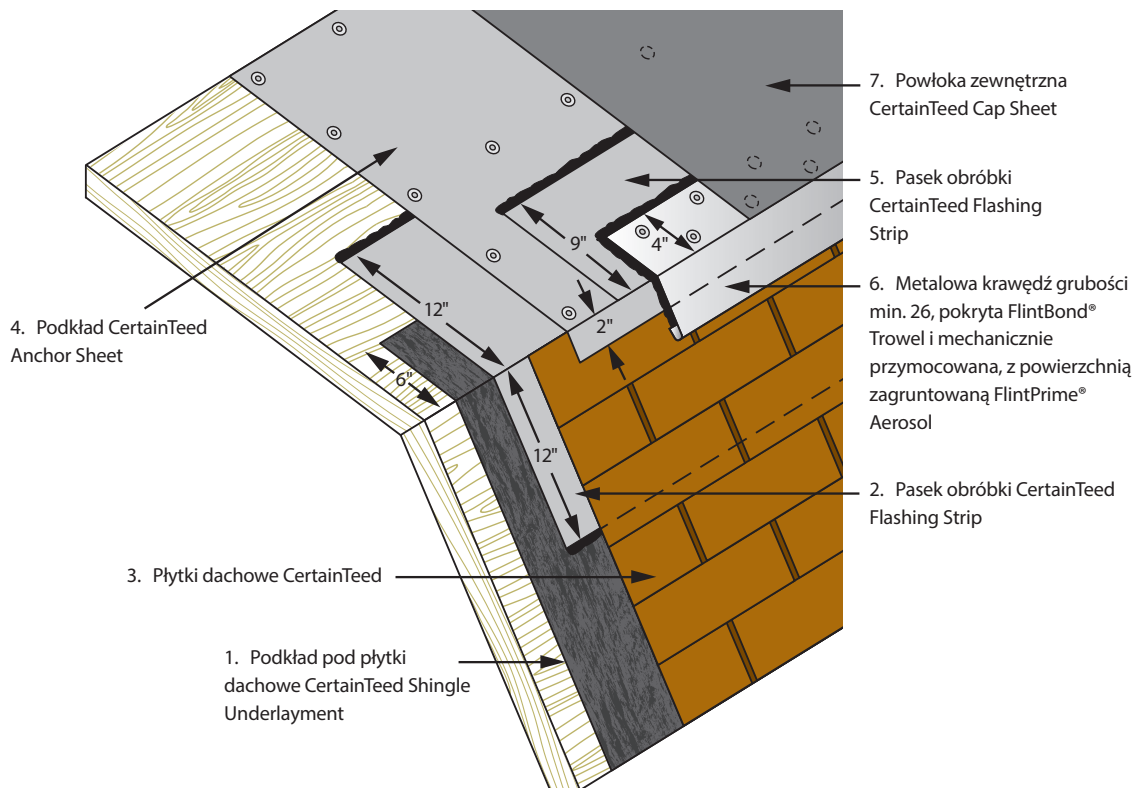 7. Powłoka zewnętrzna
CertainTeed Cap Sheet
5. Pasek obróbki
CertainTeed Flashing
Strip
9"
4"
6. Metalowa krawędź grubości
min. 26, pokryta FlintBond®
Trowel i mechanicznie
przymocowana, z powierzchnią
zagruntowaną FlintPrime®
Aerosol
12"
2"
4. Podkład CertainTeed
Anchor Sheet
6"
12"
2. Pasek obróbki CertainTeed
Flashing Strip
3. Płytki dachowe CertainTeed
1. Podkład pod płytki
dachowe CertainTeed Shingle
Underlayment